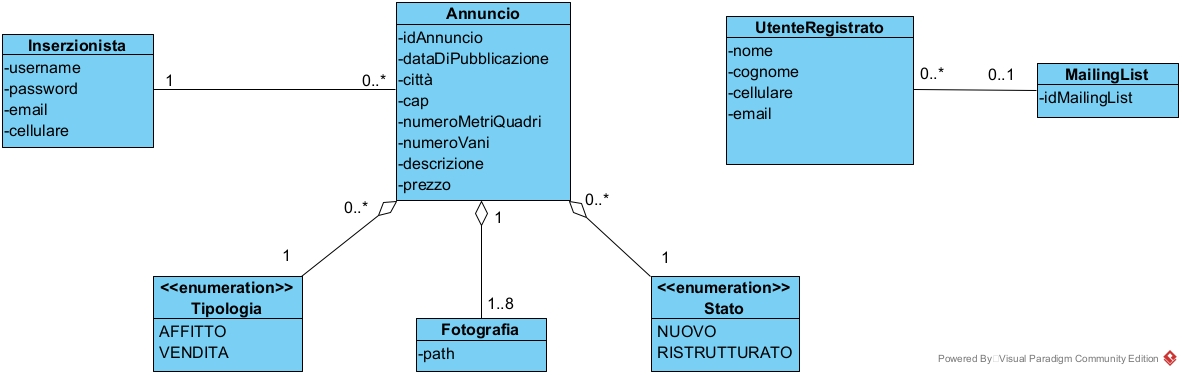 Inserzionista
-username
-password
-email
-cellulare
1
0..*
Annuncio
-idAnnuncio
-dataDiPubblicazione
-città
-cap
-numeroMetriQuadri
-numeroVani
-descrizione
-prezzo
UtenteRegistrato
-nome
-cognome
-cellulare
-email
0..*
0..1
MailingList
-idMailingList
0..*
1
1
1..8
0..*
1
<<enumeration>>
Tipologia
AFFITTO
VENDITA
Fotografia
-path
<<enumeration>>
Stato
NUOVO
RISTRUTTURATO
Powered By Visual Paradigm Community Edition